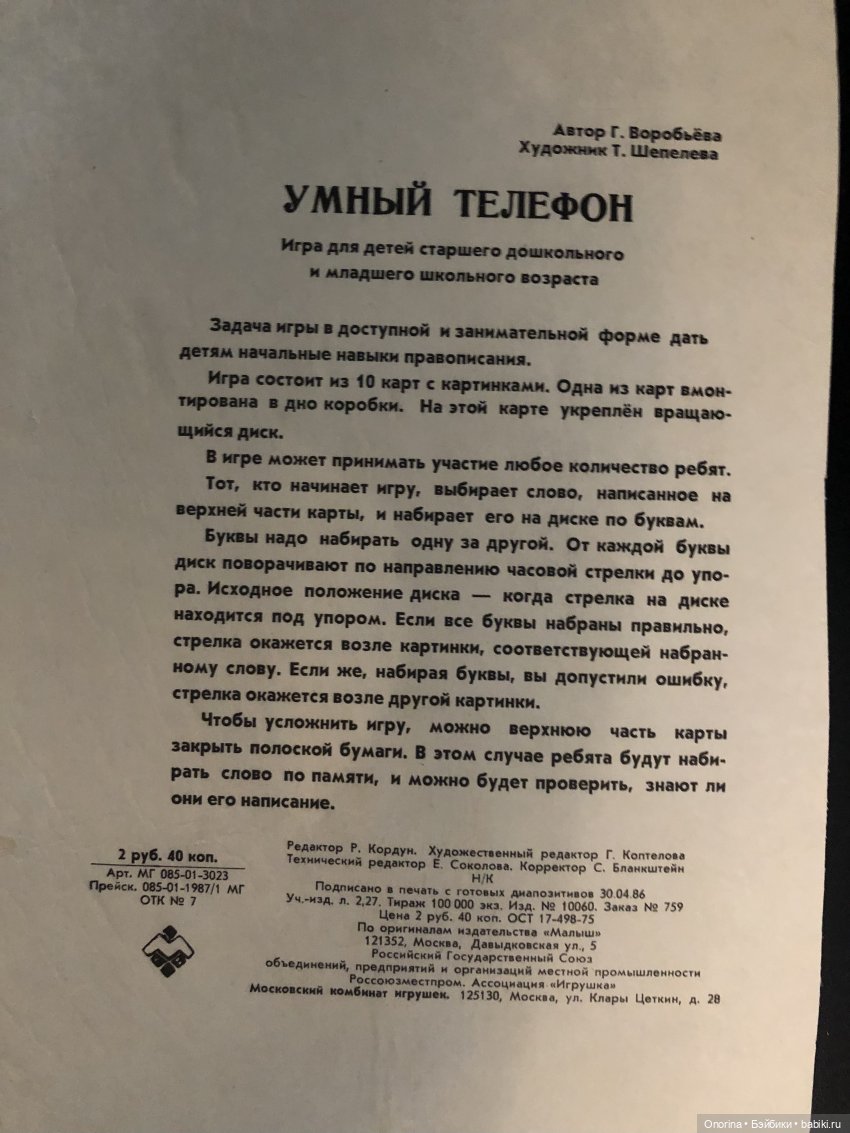 Автор Г. Воробьёва
Художник Т. Шепелева
УМНЫЙ ТЕЛЕФОН
Игра для детей старшего дошкольного
и младшего школьного возраста
Задача игры в доступной и занимательной форме дать
детям начальные навыки правописания.
Игра состоит из 10 карт с картинками. Одна из карт вмон-
тирована в дно коробки. На этой карте укреплён вращаю-
щийся диск.
В игре может принимать участие любое количество ребят.
Тот, кто начинает игру, выбирает слово, написанное на
верхней части карты, и набирает его на диске по буквам.
Буквы надо набирать одну за другой. От каждой буквы
диск поворачивают по направлению часовой стрелки до упо-
ра. Исходное положение диска — когда стрелка на диске
находится под упором. Если все буквы набраны правильно,
стрелка окажется возле картинки, соответствующей набран-
ному слову. Если же, набирая буквы, вы допустили ошибку,
стрелка окажется возле другой картинки.
Чтобы усложнить игру, можно верхнюю часть карты
закрыть полоской бумаги. В этом случае ребята будут наби-
рать слово по памяти, и можно будет проверить, знают ли
они его написание.
2 руб. 40 коп.
Арт. МГ 085-01-3023
Прейск. 085-01-1987/1 МГ
ОТК № 7
Редактор Р. Кордун. Художественный редактор Г. Коптелова
Технический редактор Е. Соколова. Корректор С. Бланкштейн
Н/К
Подписано в печать с готовых диапозитивов 30.04.86
Уч.-изд. л. 2,27. Тираж 100 000 экз. Изд. № 10060. Заказ № 759
Цена 2 руб. 40 коп. ОСТ 17-498-75
По оригиналам издательства «Малыш»
121352, Москва, Давыдковская ул., 5
Российский Государственный Союз
объединений, предприятий и организаций местной промышленности
Россоюзместпром. Ассоциация «Игрушка»
Московский комбинат игрушек. 125130, Москва, ул. Клары Цеткин, д. 28
Onorina • Бэйбики • babiki.ru